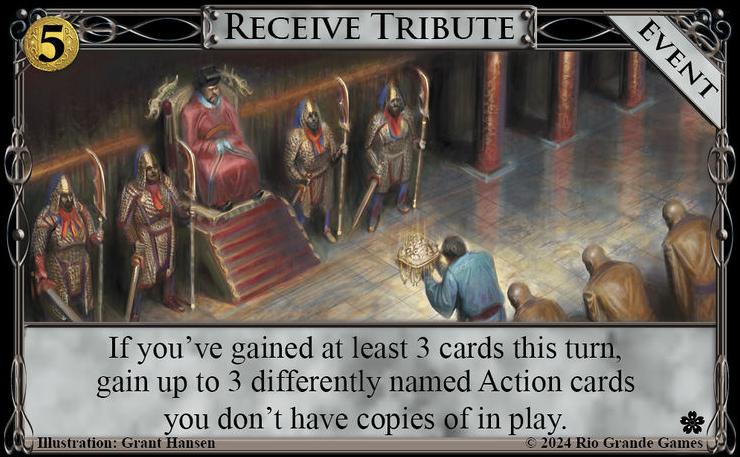 5
RECEIVE TRIBUTE
EVENT
If you've gained at least 3 cards this turn,
gain up to 3 differently named Action cards
you don't have copies of in play.
Illustration: Grant Hansen
© 2024 Rio Grande Games